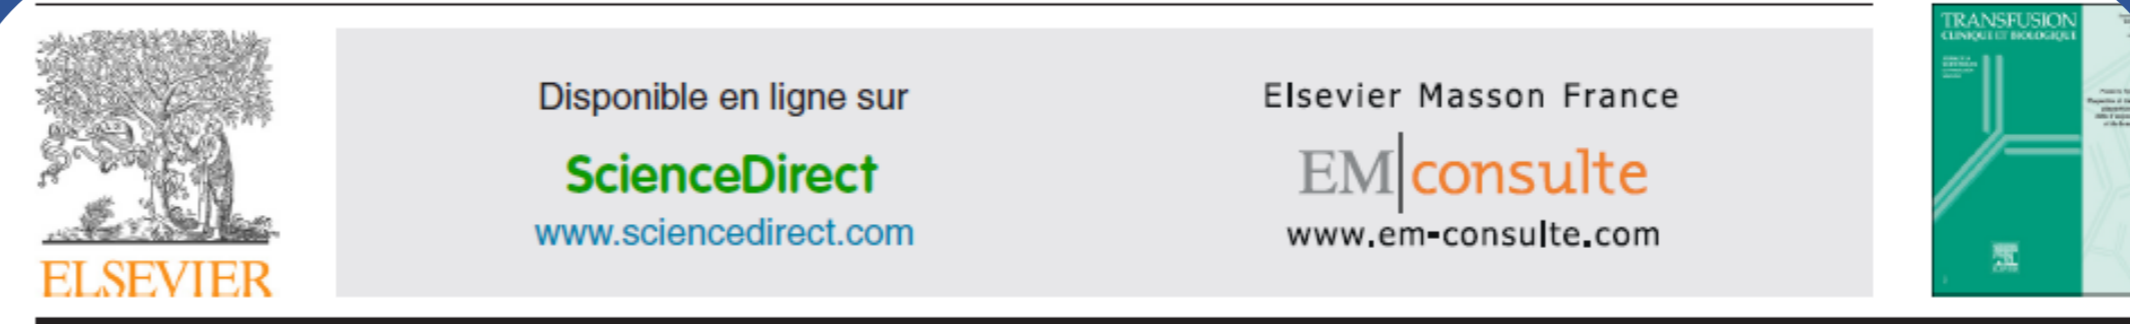 ELSEVIER
Disponible en ligne sur
ScienceDirect
www.sciencedirect.com
Elsevier Masson France
EM|consulte
www.em-consulte.com
TRANSFUSION
CLINIQUE ET BIOLOGIQUE